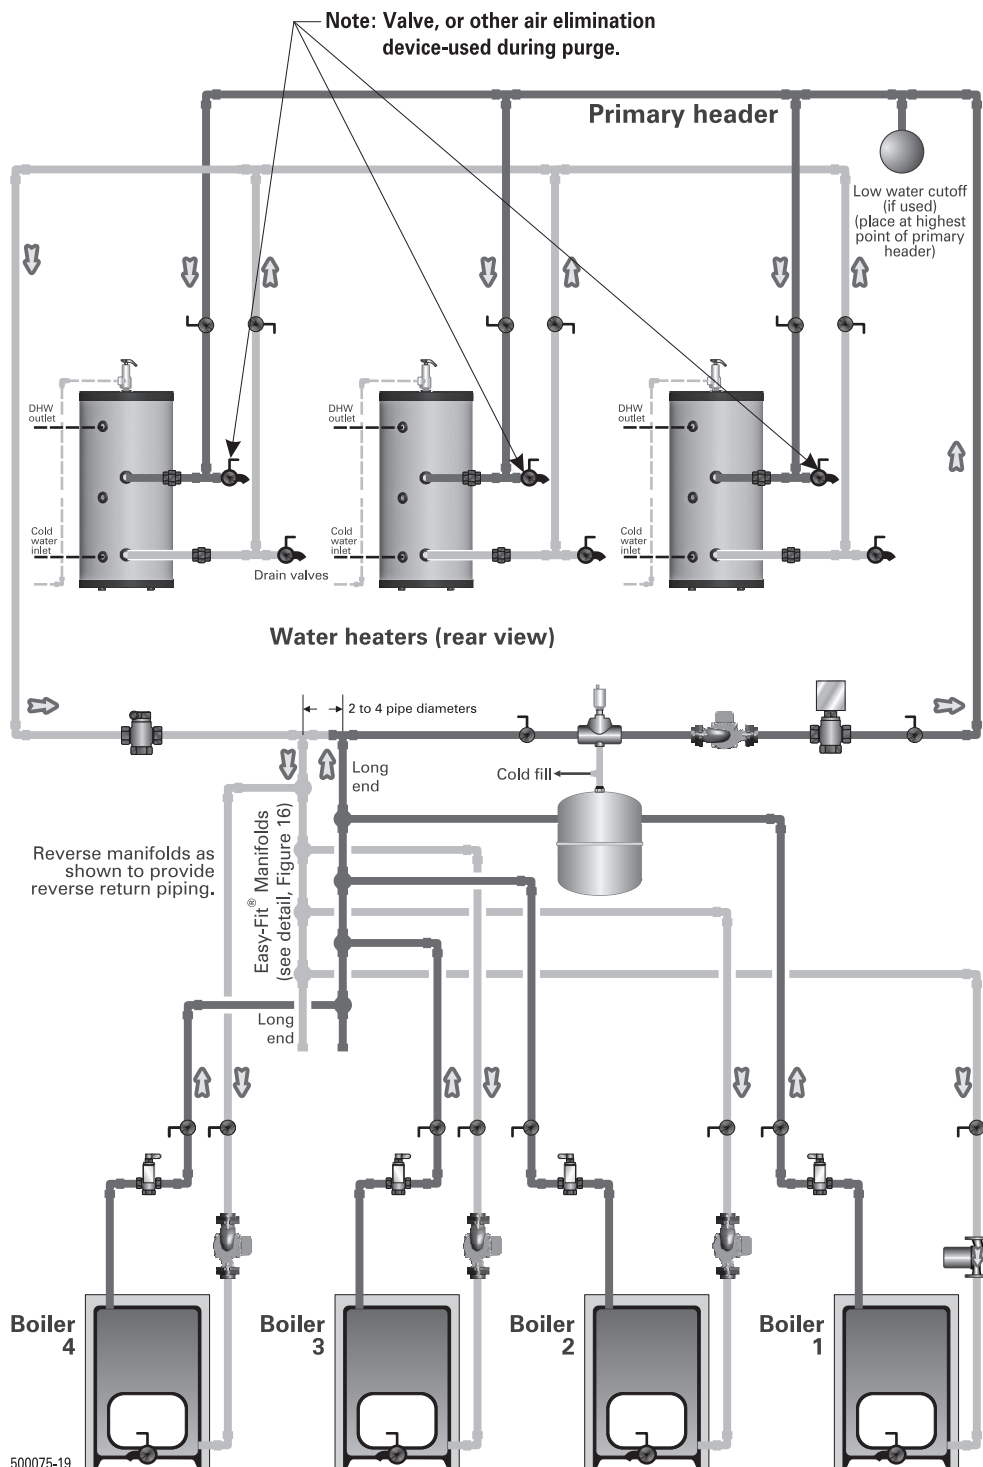 Note: Valve, or other air elimination
device-used during purge.
Primary header
Low water cutoff
(if used)
(place at highest
point of primary
header)
DHW
outlet
DHW
outlet
DHW
outlet
Cold
water
inlet
Cold
water
inlet
Cold
water
inlet
Drain valves
Water heaters (rear view)
2 to 4 pipe diameters
Long
end
Cold fill
Reverse manifolds as
shown to provide
reverse return piping.
Easy-Fit® Manifolds
(see detail, Figure 16)
Long
end
Boiler
4
Boiler
3
Boiler
2
Boiler
1
500075-19